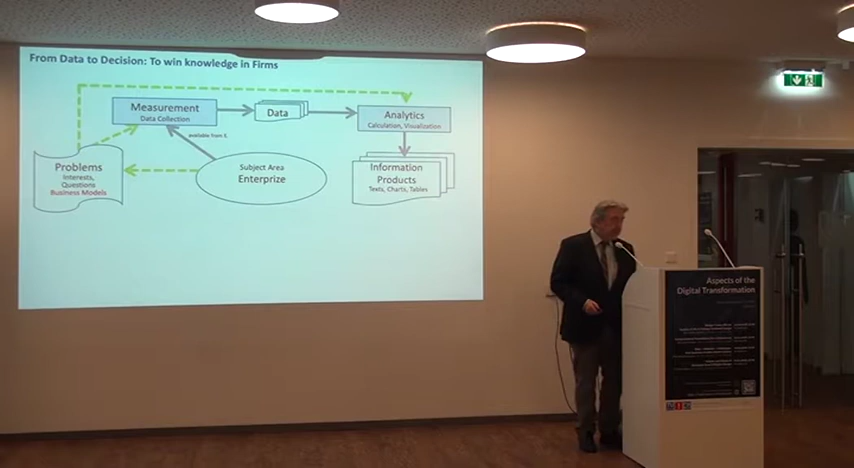 From Data to Decision: To win knowledge in Firms
Measurement
Data Collection
Data
Analytics
Calculation, Visualization
available from E.
Problems
Interests,
Questions
Business Models
Subject Area
Enterprize
Information
Products
Texts, Charts, Tables
Aspects of the
Digital Transformation